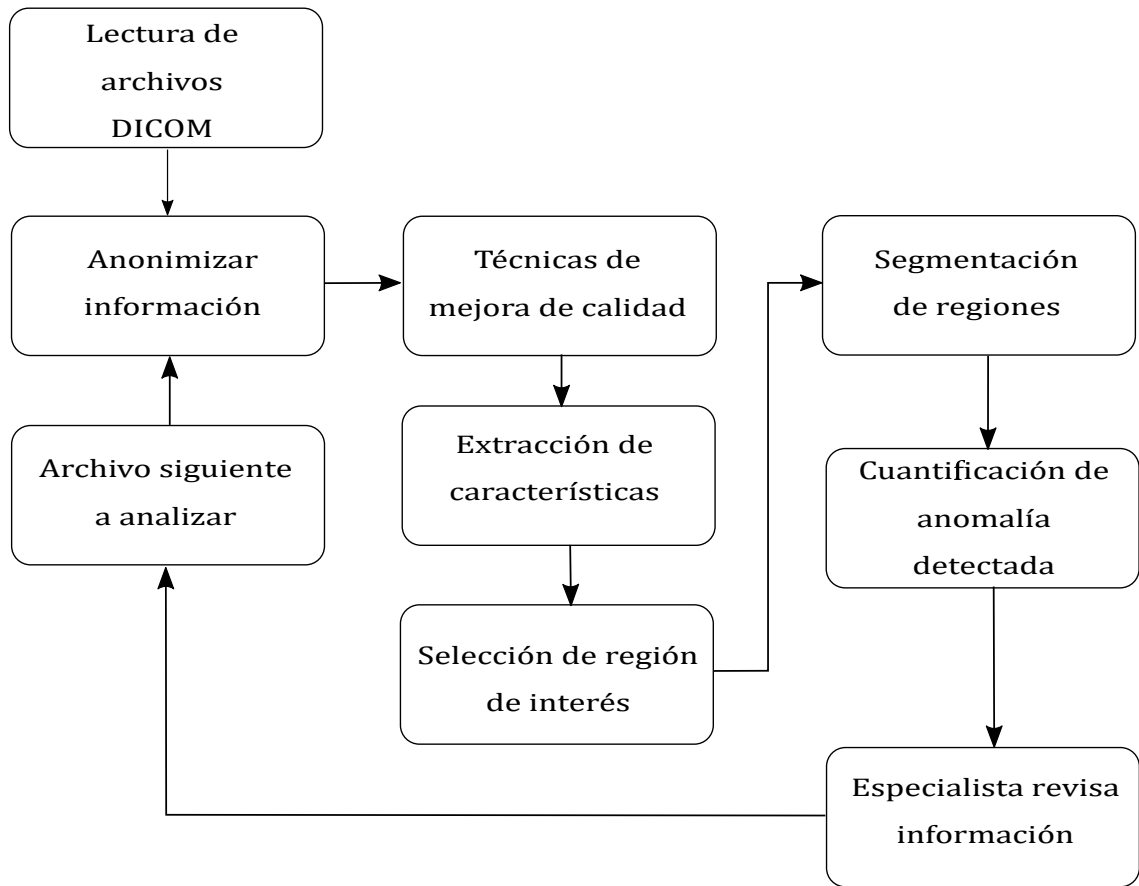 Lectura de
archivos
DICOM
Anonimizar
información
Técnicas de
mejora de calidad
Extracción de
características
Selección de región
de interés
Segmentación
de regiones
Cuantificación de
anomalía
detectada
Especialista revisa
información
Archivo siguiente
a analizar